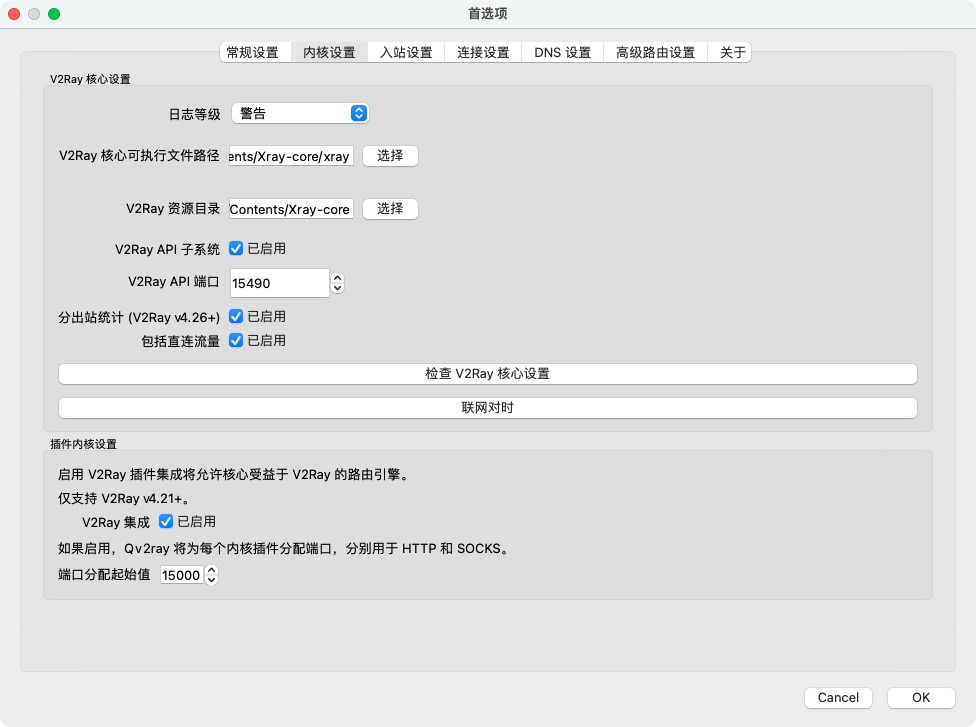 首选项
常规设置 内核设置 入站设置 连接设置 DNS 设置 高级路由设置 关于
V2Ray 核心设置
日志等级 警告
V2Ray 核心可执行文件路径 ents/Xray-core/xray 选择
V2Ray 资源目录 Contents/Xray-core 选择
V2Ray API 子系统 已启用
V2Ray API 端口 15490
分出站统计 (V2Ray v4.26+) 已启用
包括直连流量 已启用
检查 V2Ray 核心设置
联网对时
插件内核设置
启用 V2Ray 插件集成将允许核心受益于 V2Ray 的路由引擎。
仅支持 V2Ray v4.21+。
V2Ray 集成 已启用
如果启用，Qv2ray 将为每个内核插件分配端口，分别用于 HTTP 和 SOCKS。
端口分配起始值 15000
Cancel OK